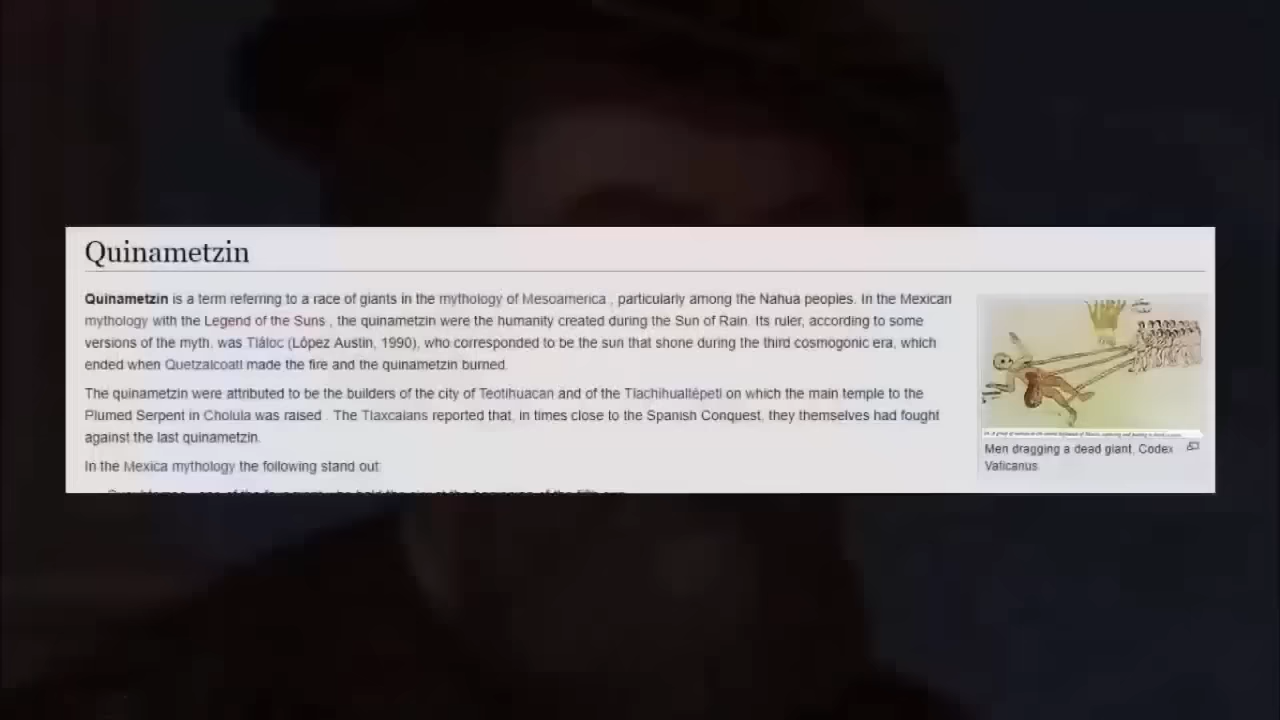 Quinametzin
Quinametzin is a term referring to a race of giants in the mythology of Mesoamerica , particularly among the Nahua peoples. In the Mexican
mythology with the Legend of the Suns , the quinametzin were the humanity created during the Sun of Rain. Its ruler, according to some
versions of the myth, was Tláloc (López Austin, 1990), who corresponded to be the sun that shone during the third cosmogonic era, which
ended when Quetzalcoatl made the fire and the quinametzin burned.
The quinametzin were attributed to be the builders of the city of Teotihuacan and of the Tlachihualtépetl on which the main temple to the
Plumed Serpent in Cholula was raised . The Tlaxcalans reported that, in times close to the Spanish Conquest, they themselves had fought
against the last quinametzin.
In the Mexica mythology the following stand out:
Men dragging a dead giant, Codex
Vaticanus